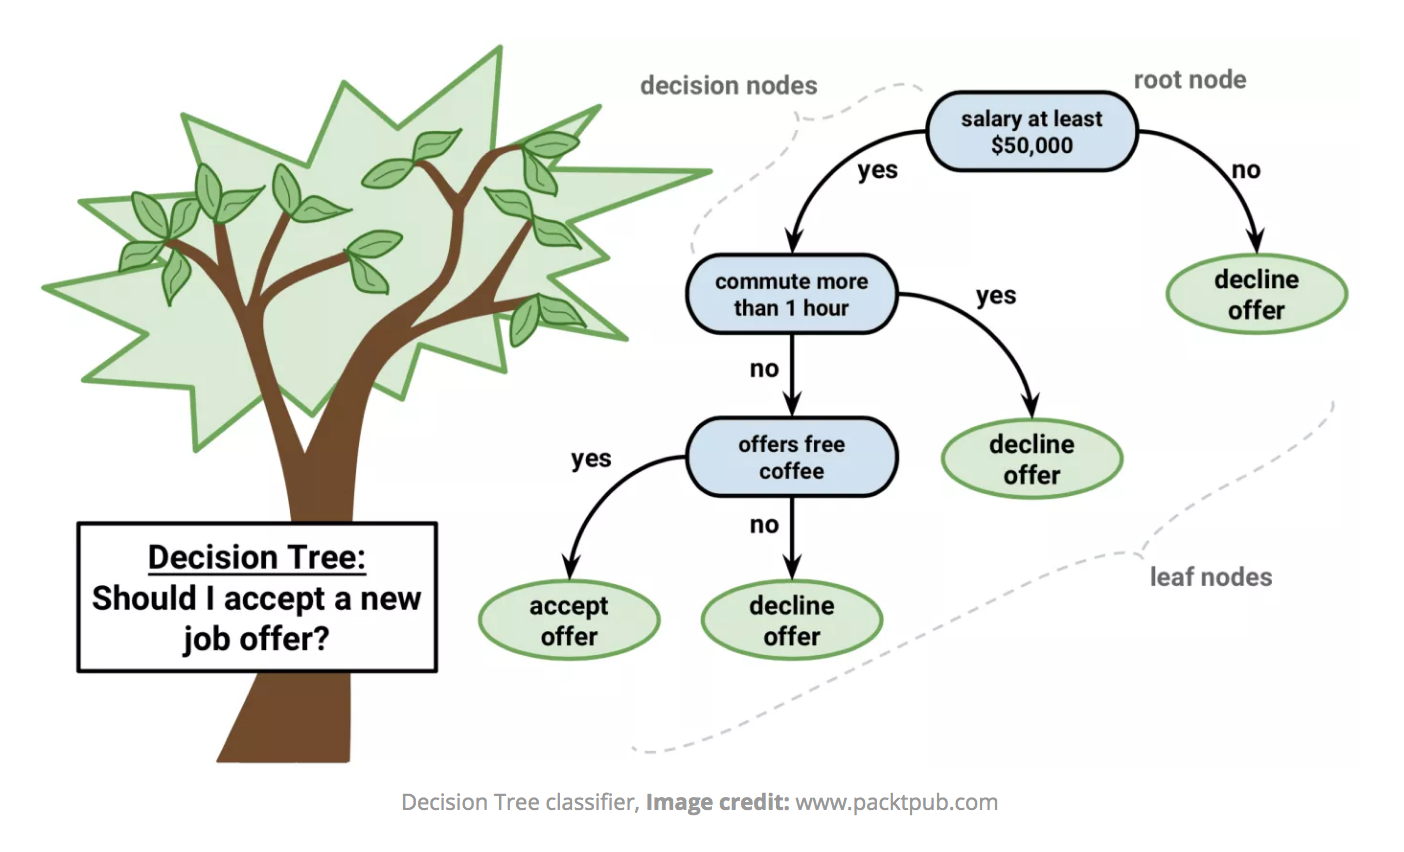 decision nodes
root node
salary at least
$50,000
yes
no
commute more
than 1 hour
yes
decline
offer
no
offers free
coffee
decline
offer
yes
no
leaf nodes
accept
offer
decline
offer
Decision Tree:
Should I accept a new
job offer?
Decision Tree classifier, Image credit: www.packtpub.com